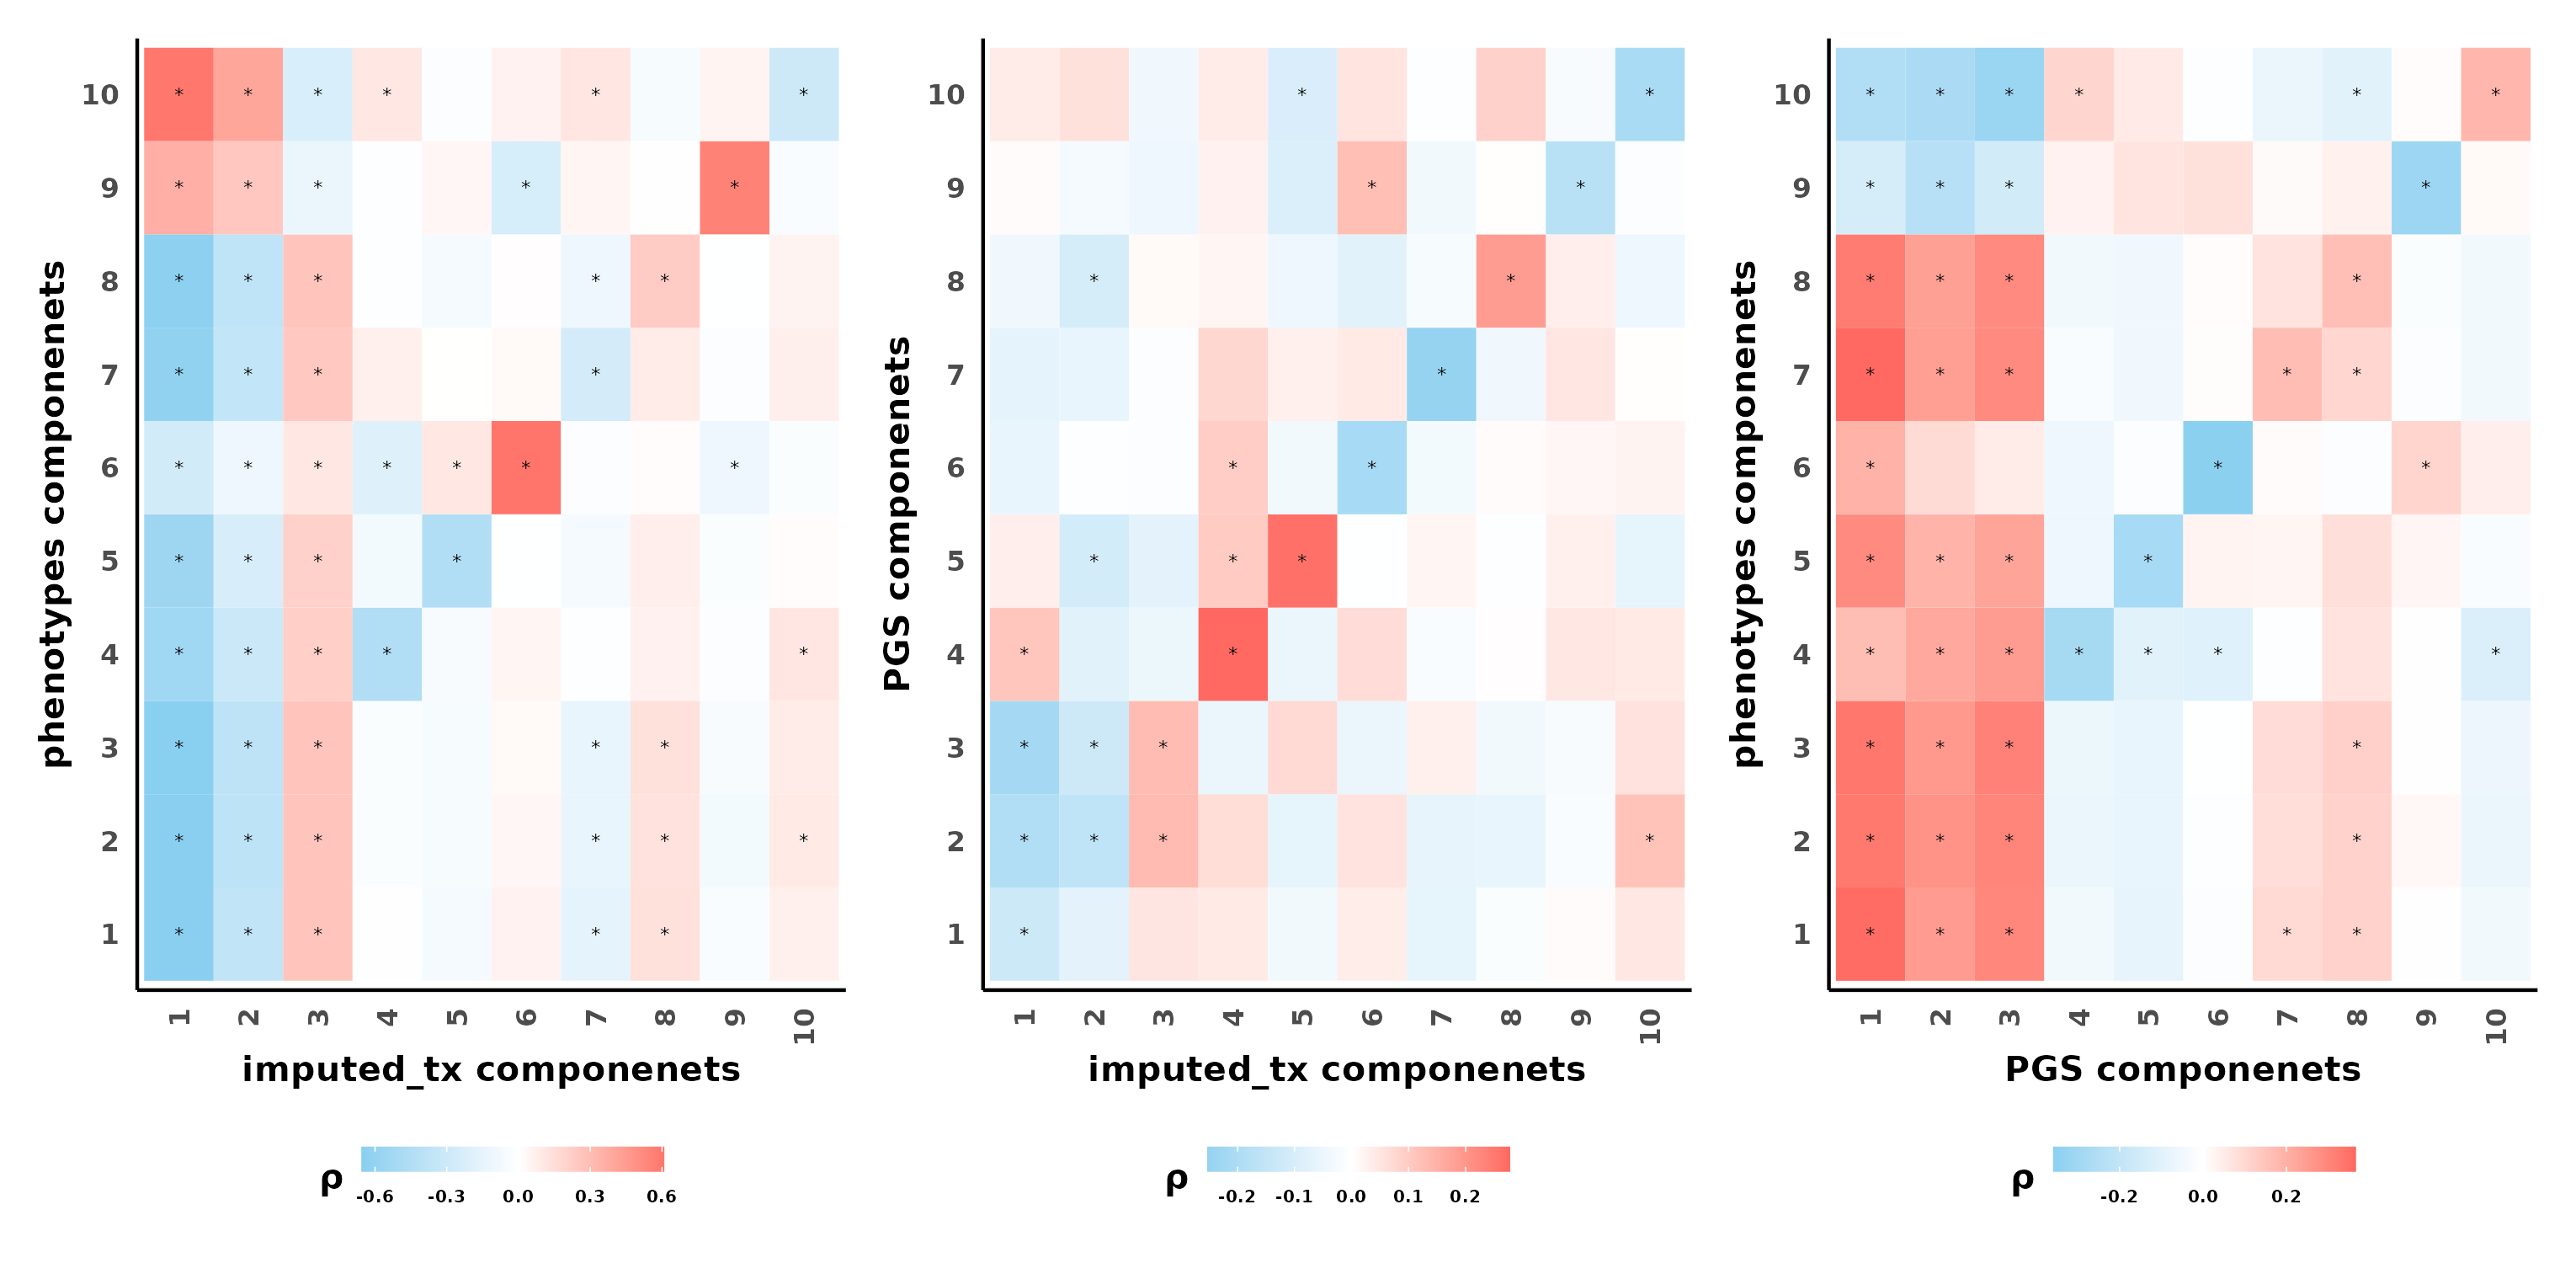 phenotypes componenets
10 * * * * * *
9 * * * * *
8 * * * * *
7 * * * *
6 * * * * * * *
5 * * * *
4 * * * * *
3 * * * * *
2 * * * * * *
1 * * * * *
1 2 3 4 5 6 7 8 9 10
imputed_tx componenets
ρ
-0.6 -0.3 0.0 0.3 0.6
PGS componenets
10 * *
9 * *
8 * *
7 *
6 * *
5 * * *
4 * *
3 * * *
2 * * * *
1 *
1 2 3 4 5 6 7 8 9 10
imputed_tx componenets
ρ
-0.2 -0.1 0.0 0.1 0.2
phenotypes componenets
10 * * * * * *
9 * * * *
8 * * * *
7 * * * * *
6 * * *
5 * * * *
4 * * * * * * *
3 * * * *
2 * * * *
1 * * * * *
1 2 3 4 5 6 7 8 9 10
PGS componenets
ρ
-0.2 0.0 0.2